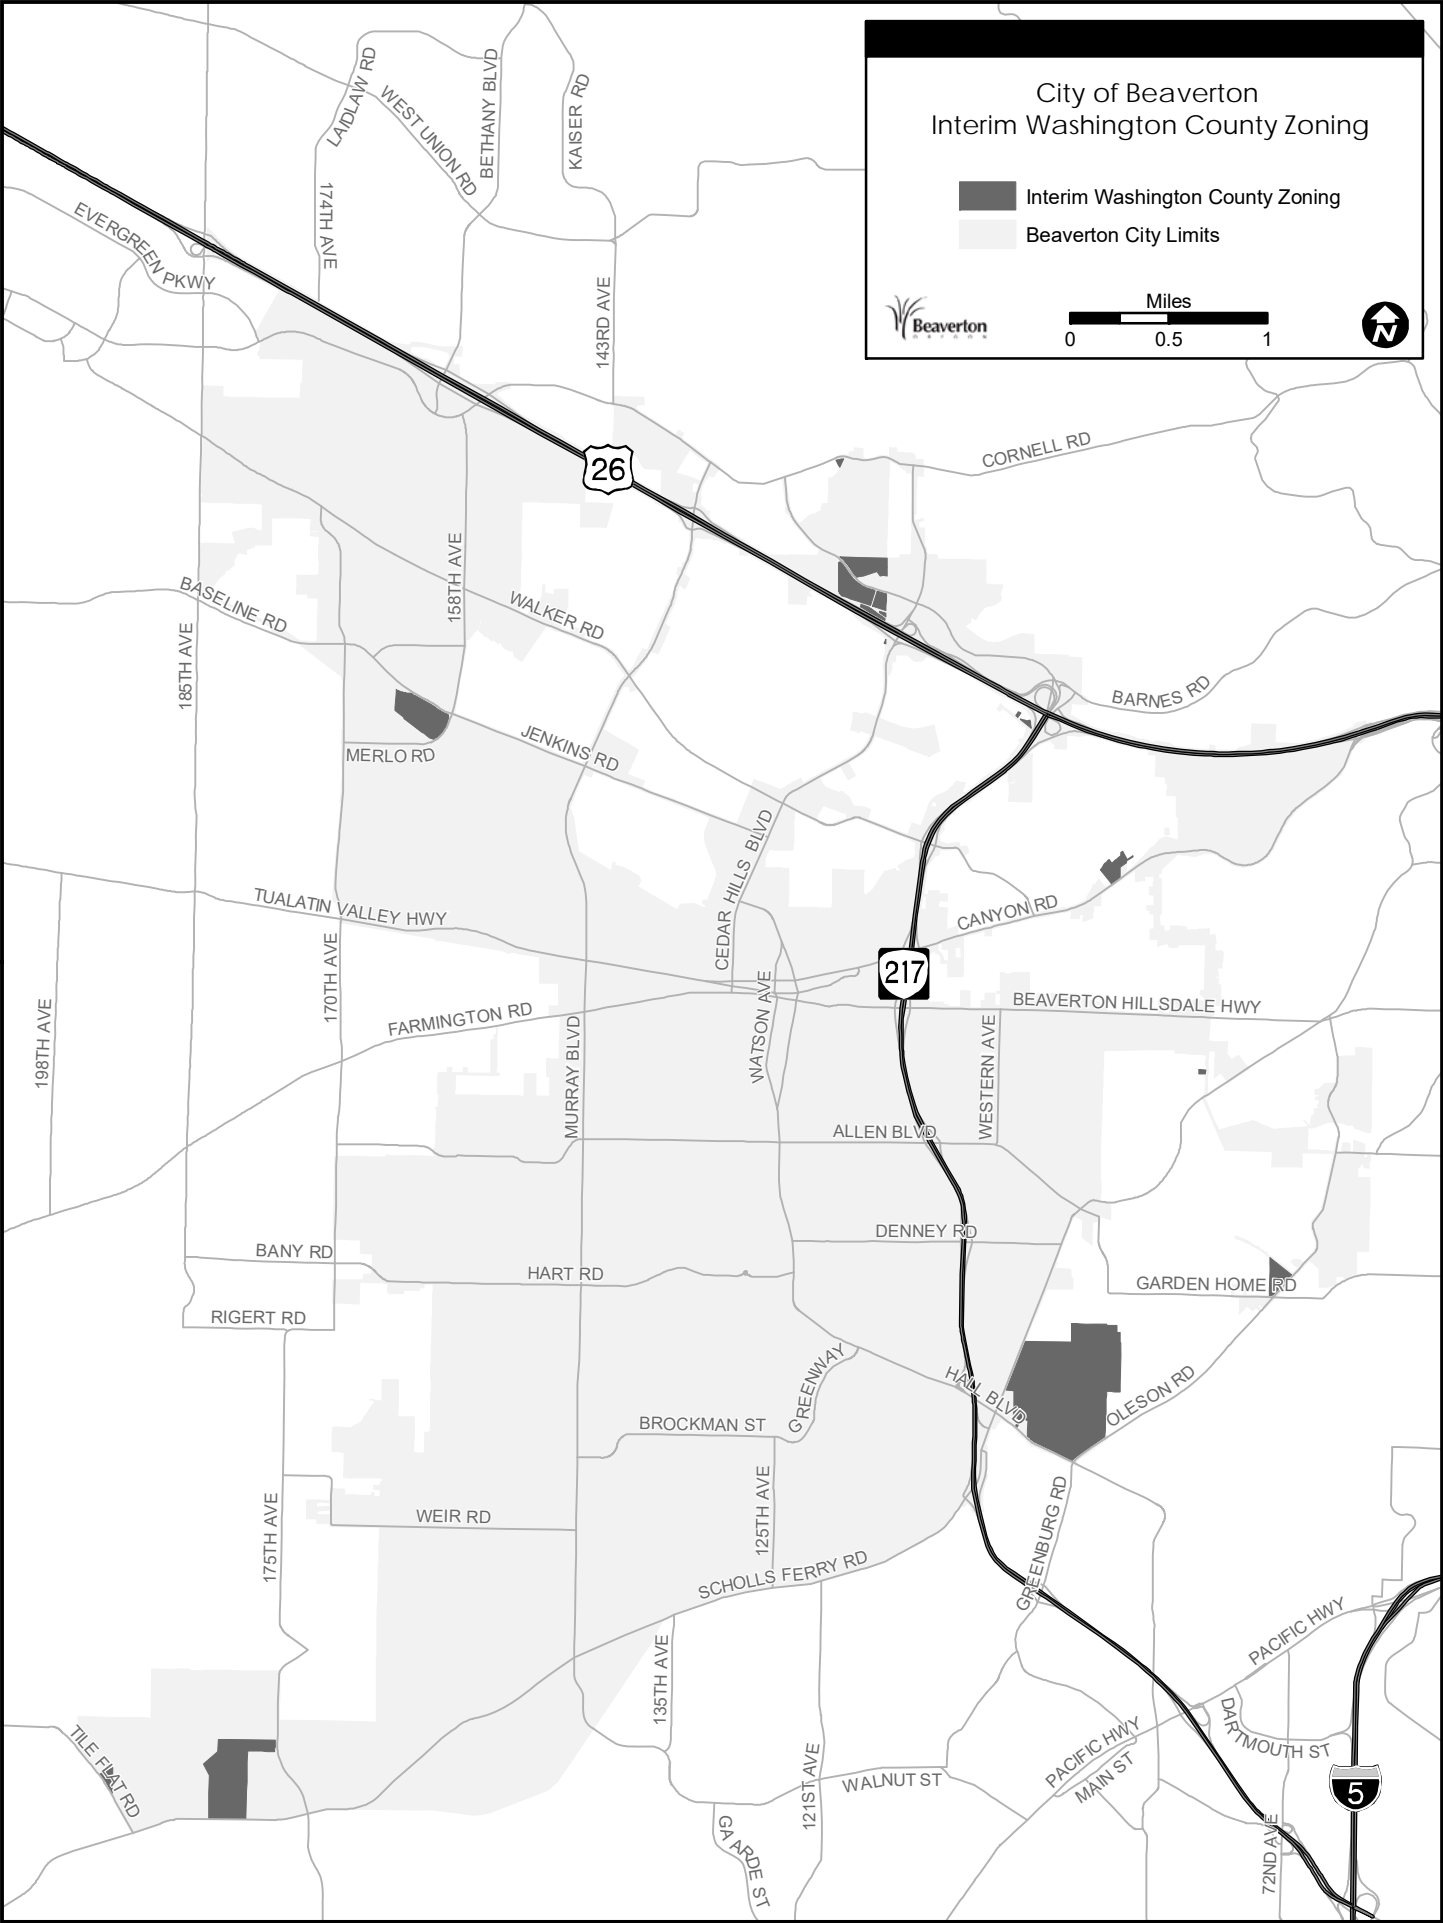 City of Beaverton
Interim Washington County Zoning
Interim Washington County Zoning
Beaverton City Limits
Beaverton
OREGON
Miles
0 0.5 1
N
LAIDLAW RD
WEST UNION RD
BETHANY BLVD
KAISER RD
174TH AVE
EVERGREEN PKWY
143RD AVE
CORNELL RD
26
158TH AVE
BASELINE RD
WALKER RD
185TH AVE
BARNES RD
JENKINS RD
MERLO RD
CEDAR HILLS BLVD
TUALATIN VALLEY HWY
CANYON RD
170TH AVE
217
198TH AVE
FARMINGTON RD
WATSON AVE
BEAVERTON HILLSDALE HWY
MURRAY BLVD
WESTERN AVE
ALLEN BLVD
DENNEY RD
BANY RD
HART RD
GARDEN HOME RD
RIGERT RD
GREENWAY
HALL BLVD
OLESON RD
BROCKMAN ST
175TH AVE
WEIR RD
125TH AVE
GREENBURG RD
SCHOLLS FERRY RD
PACIFIC HWY
135TH AVE
TILE FLAT RD
DARTMOUTH ST
PACIFIC HWY
MAIN ST
WALNUT ST
121ST AVE
5
GAARDE ST
72ND AVE